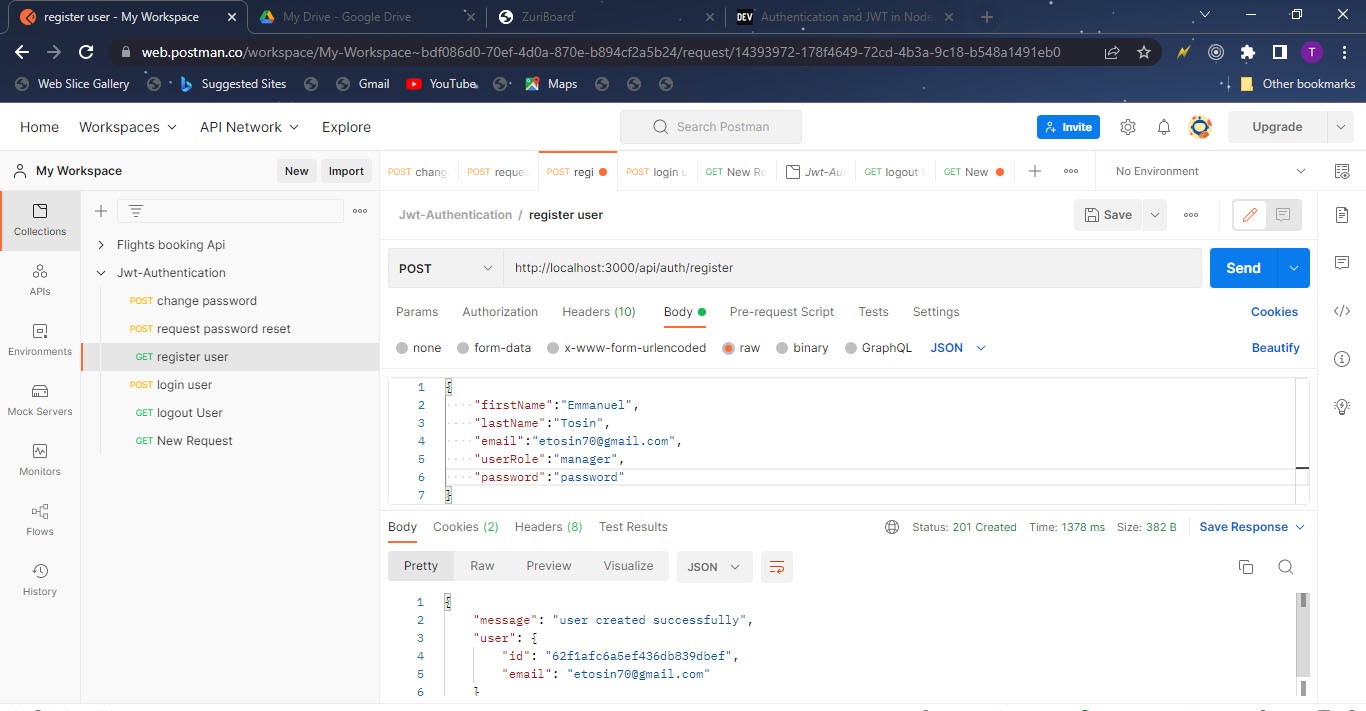 register user - My Workspace
My Drive - Google Drive
ZuriBoard
DEV Authentication and JWT in Node
web.postman.co/workspace/My-Workspace~bdf086d0-70ef-4d0a-870e-b894cf2a5b24/request/14393972-178f4649-72cd-4b3a-9c18-b548a1491eb0
T
Web Slice Gallery
Suggested Sites
Gmail
YouTube
Maps
Other bookmarks
Home Workspaces API Network Explore
Search Postman
Invite
Upgrade
My Workspace
New Import
POST chang
POST reques
POST regi
POST login u
GET New Re
Jwt-Au
GET logout
GET New
No Environment
Collections
APIs
Environments
Mock Servers
Monitors
Flows
History
Flights booking Api
Jwt-Authentication
POST change password
POST request password reset
GET register user
POST login user
GET logout User
GET New Request
Jwt-Authentication / register user
Save
POST http://localhost:3000/api/auth/register
Send
Params Authorization Headers (10) Body Pre-request Script Tests Settings
Cookies
none form-data x-www-form-urlencoded raw binary GraphQL JSON
Beautify
1 {
2 "firstName":"Emmanuel",
3 "lastName":"Tosin",
4 "email":"etosin70@gmail.com",
5 "userRole":"manager",
6 "password":"password"
7 }
Body Cookies (2) Headers (8) Test Results
Status: 201 Created Time: 1378 ms Size: 382 B
Save Response
Pretty Raw Preview Visualize JSON
1 {
2 "message": "user created successfully",
3 "user": {
4 "id": "62f1afc6a5ef436db839dbef",
5 "email": "etosin70@gmail.com"
6 }